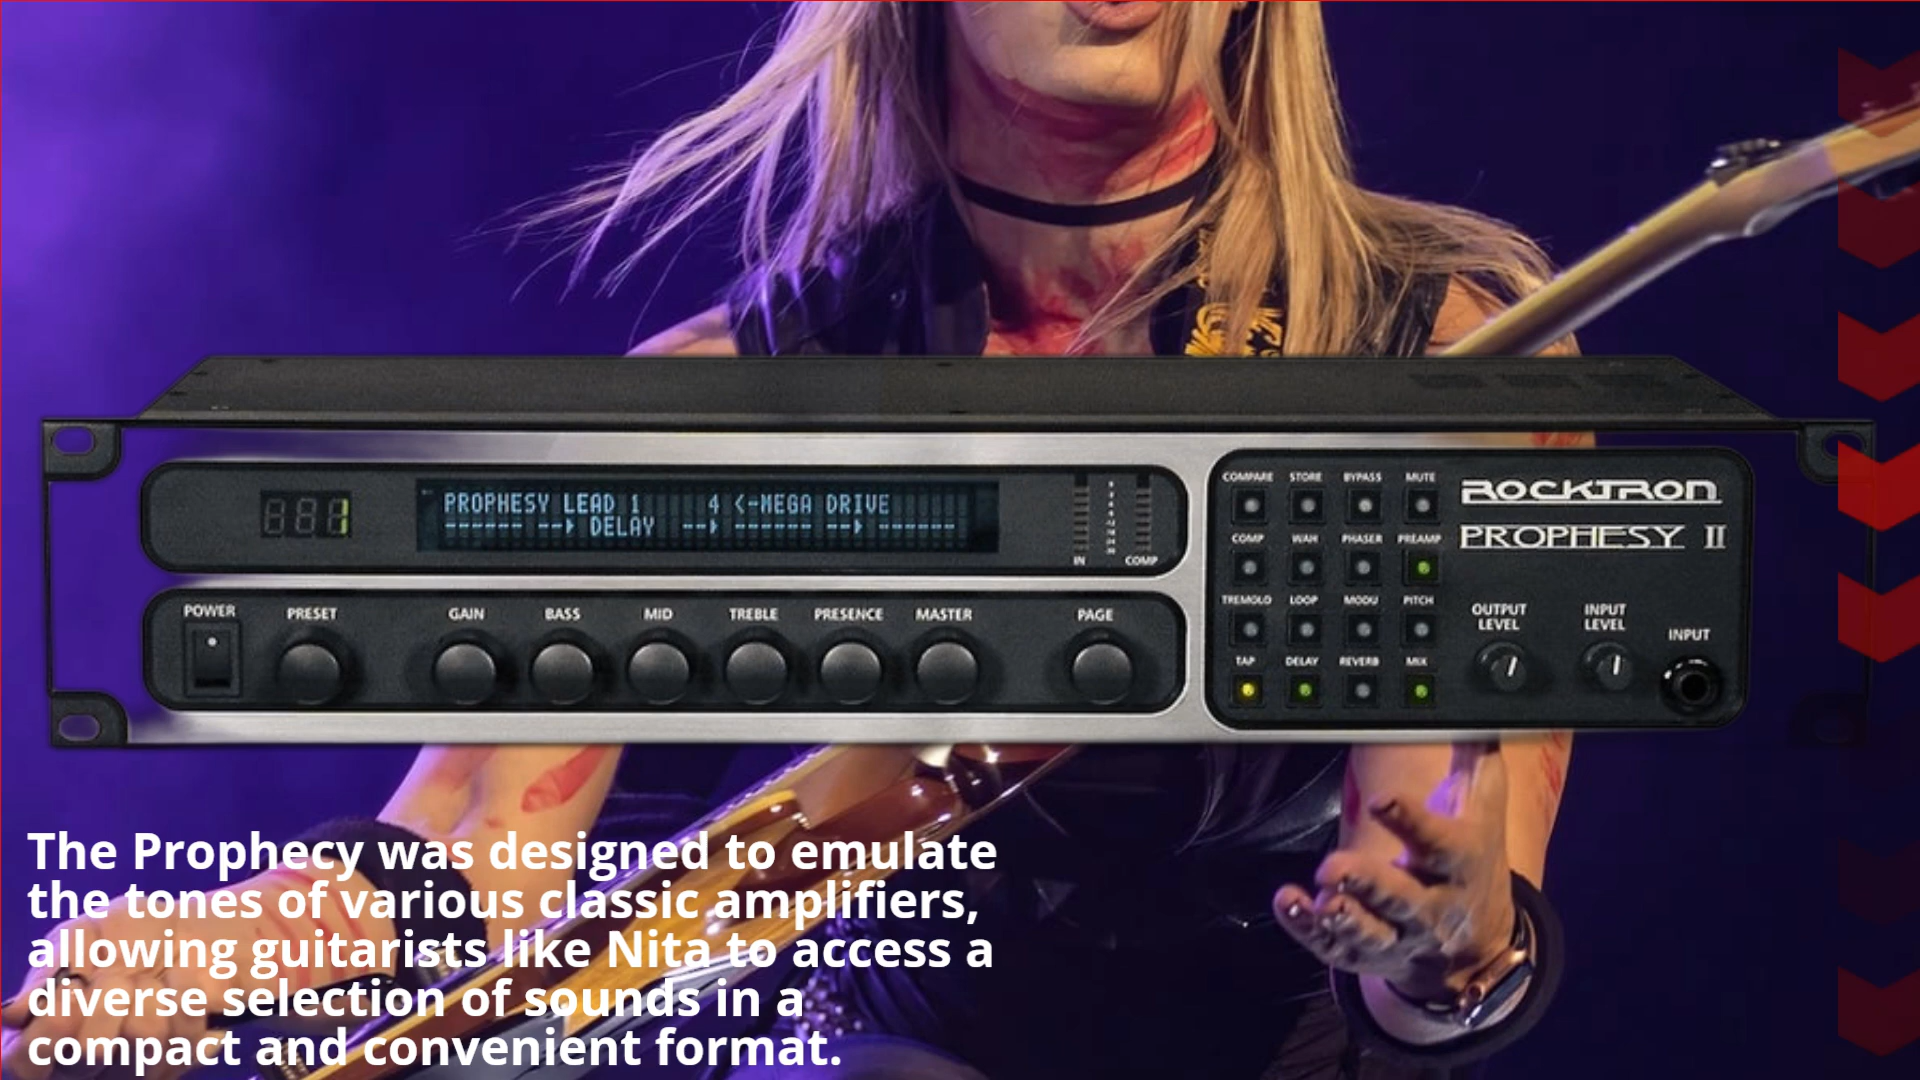 PROPHESY LEAD 1 4 <-MEGA DRIVE
DELAY
IN COMP
POWER PRESET GAIN BASS MID TREBLE PRESENCE MASTER PAGE
COMPARE STORE BYPASS MUTE
COMP WAH PHASER PREAMP
TREMOLO LOOP MODU PITCH
TAP DELAY REVERB MIX
ROCKTRON
PROPHESY II
OUTPUT LEVEL
INPUT LEVEL
INPUT
The Prophecy was designed to emulate
the tones of various classic amplifiers,
allowing guitarists like Nita to access a
diverse selection of sounds in a
compact and convenient format.